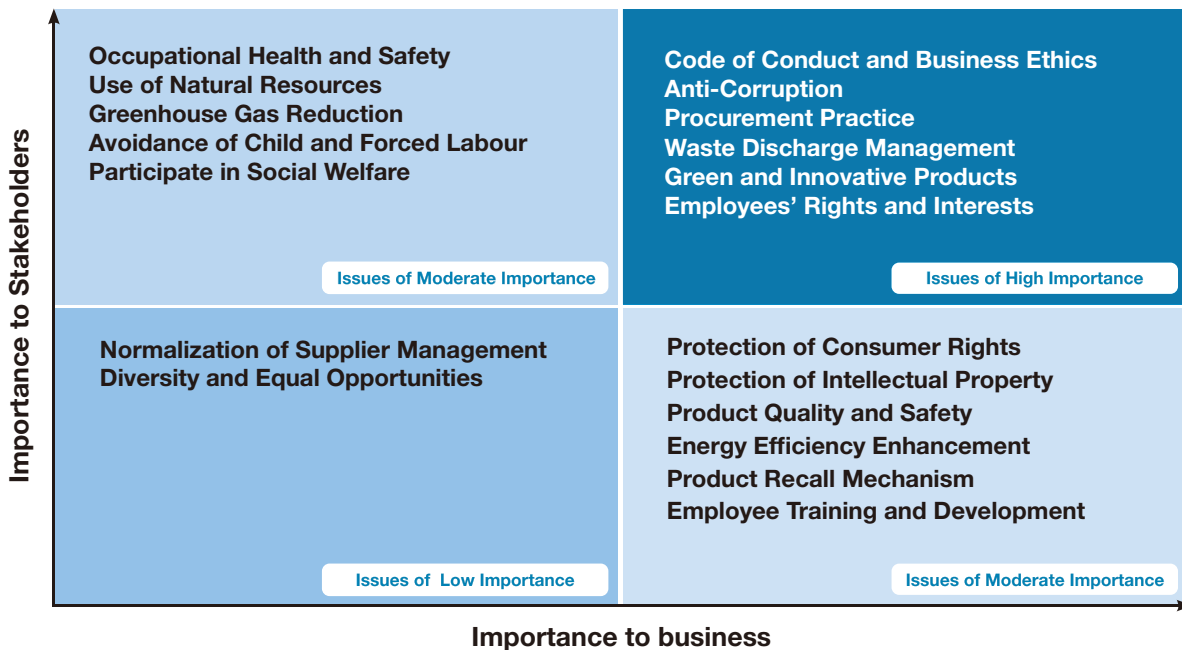 Importance to Stakeholders
Occupational Health and Safety
Use of Natural Resources
Greenhouse Gas Reduction
Avoidance of Child and Forced Labour
Participate in Social Welfare
Issues of Moderate Importance
Code of Conduct and Business Ethics
Anti-Corruption
Procurement Practice
Waste Discharge Management
Green and Innovative Products
Employees’ Rights and Interests
Issues of High Importance
Normalization of Supplier Management
Diversity and Equal Opportunities
Issues of Low Importance
Protection of Consumer Rights
Protection of Intellectual Property
Product Quality and Safety
Energy Efficiency Enhancement
Product Recall Mechanism
Employee Training and Development
Issues of Moderate Importance
Importance to business